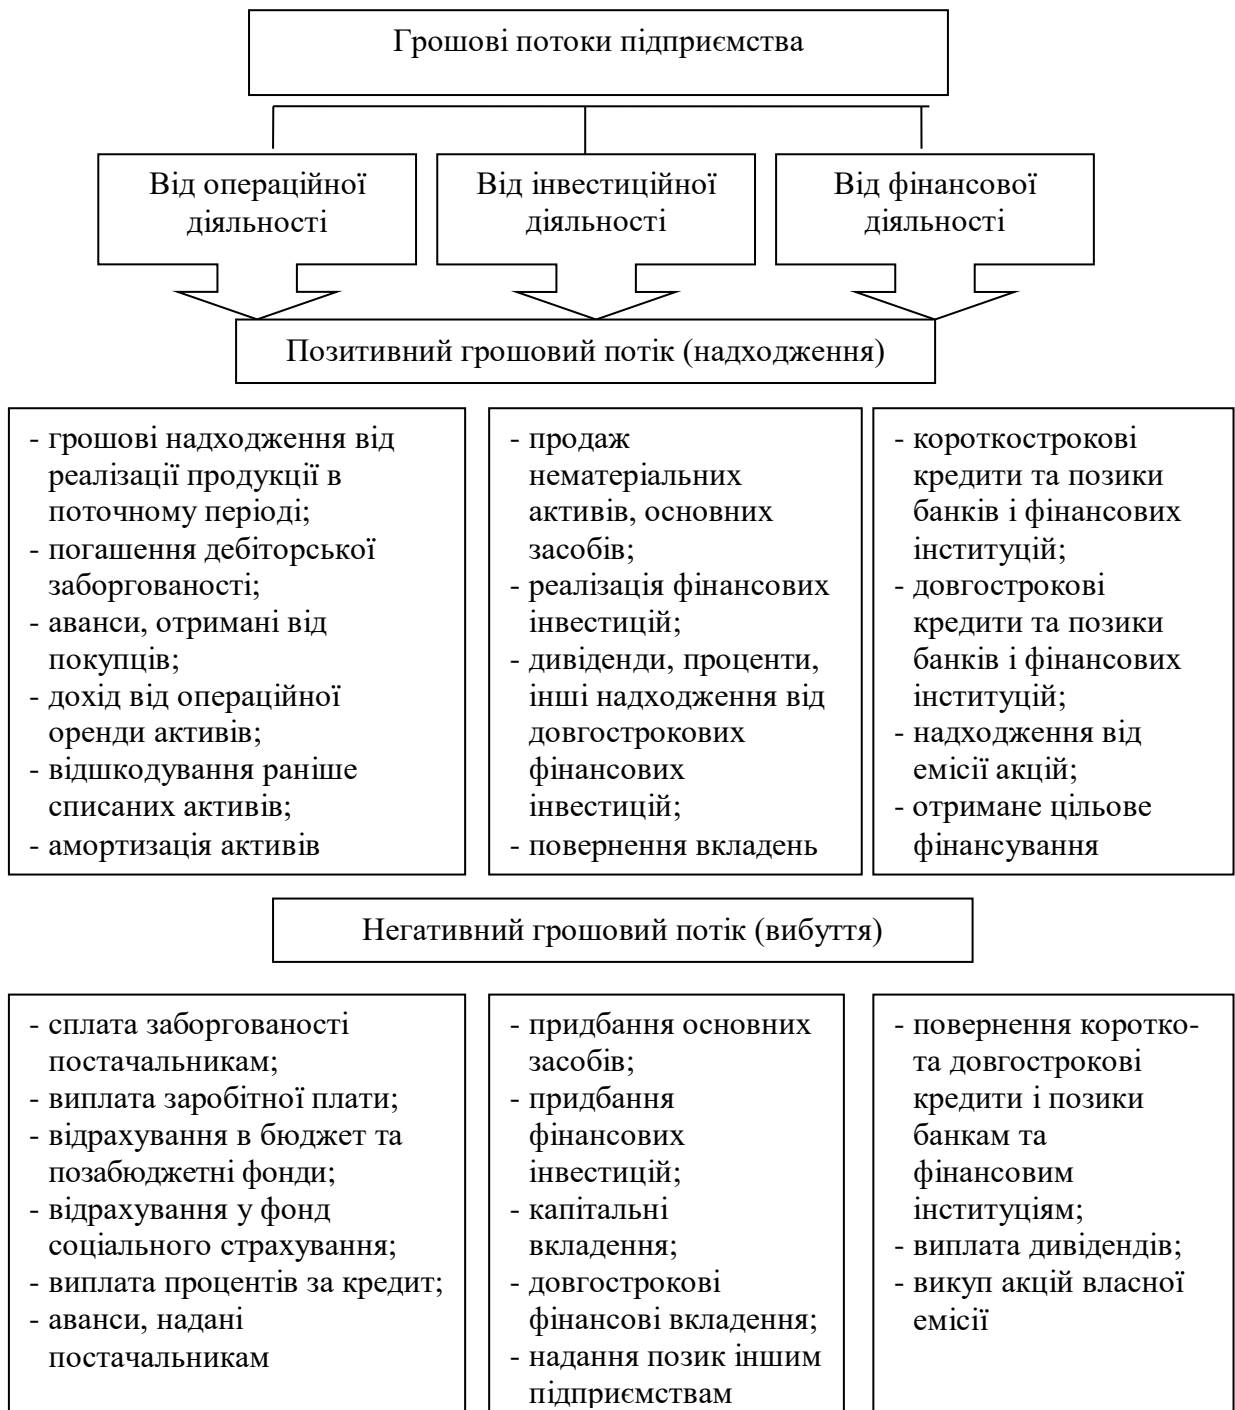 Грошові потоки підприємства
Від операційної
діяльності
Від інвестиційної
діяльності
Від фінансової
діяльності
Позитивний грошовий потік (надходження)
- грошові надходження від
реалізації продукції в
поточному періоді;
- погашення дебіторської
заборгованості;
- аванси, отримані від
покупців;
- дохід від операційної
оренди активів;
- відшкодування раніше
списаних активів;
- амортизація активів
- продаж
нематеріальних
активів, основних
засобів;
- реалізація фінансових
інвестицій;
- дивіденди, проценти,
інші надходження від
довгострокових
фінансових
інвестицій;
- повернення вкладень
- короткострокові
кредити та позики
банків і фінансових
інституцій;
- довгострокові
кредити та позики
банків і фінансових
інституцій;
- надходження від
емісії акцій;
- отримане цільове
фінансування
Негативний грошовий потік (вибуття)
- сплата заборгованості
постачальникам;
- виплата заробітної плати;
- відрахування в бюджет та
позабюджетні фонди;
- відрахування у фонд
соціального страхування;
- виплата процентів за кредит;
- аванси, надані
постачальникам
- придбання основних
засобів;
- придбання
фінансових
інвестицій;
- капітальні
вкладення;
- довгострокові
фінансові вкладення;
- надання позик іншим
підприємствам
- повернення коротко-
та довгострокові
кредити і позики
банкам та
фінансовим
інституціям;
- виплата дивідендів;
- викуп акцій власної
емісії